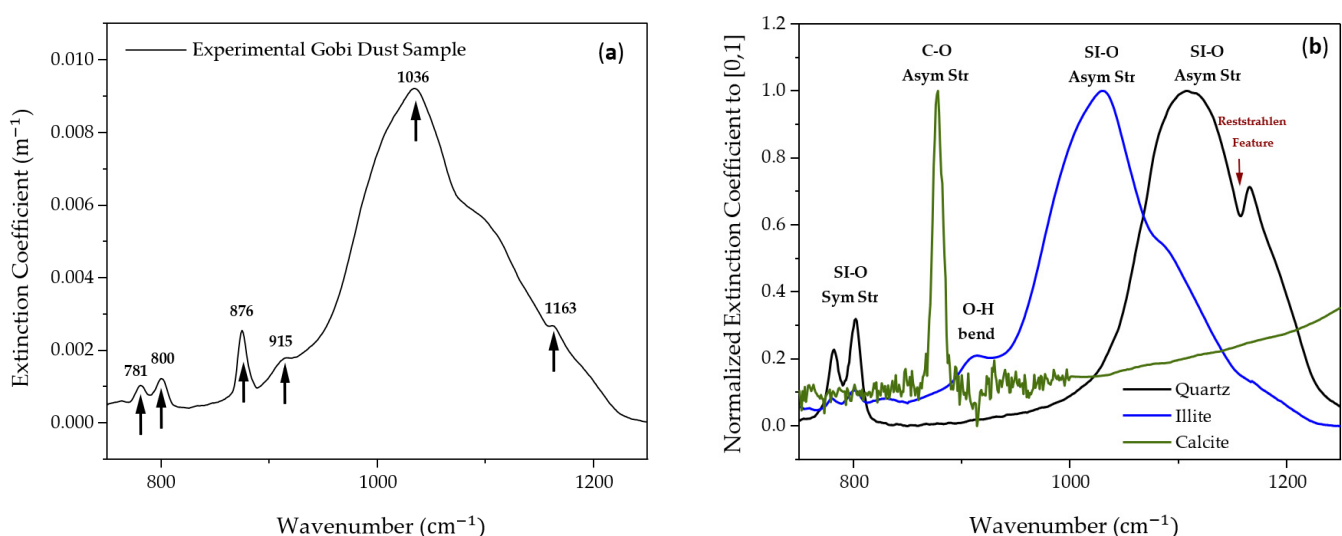 Experimental Gobi Dust Sample
(a)
0.010
0.008
0.006
0.004
0.002
0.000
Extinction Coefficient (m⁻¹)
781
800
876
915
1036
1163
800
1000
1200
Wavenumber (cm⁻¹)
(b)
1.2
1.0
0.8
0.6
0.4
0.2
0.0
Normalized Extinction Coefficient to [0,1]
C-O
Asym Str
SI-O
Asym Str
SI-O
Asym Str
Reststrahlen
Feature
SI-O
Sym Str
O-H
bend
Quartz
Illite
Calcite
800
1000
1200
Wavenumber (cm⁻¹)